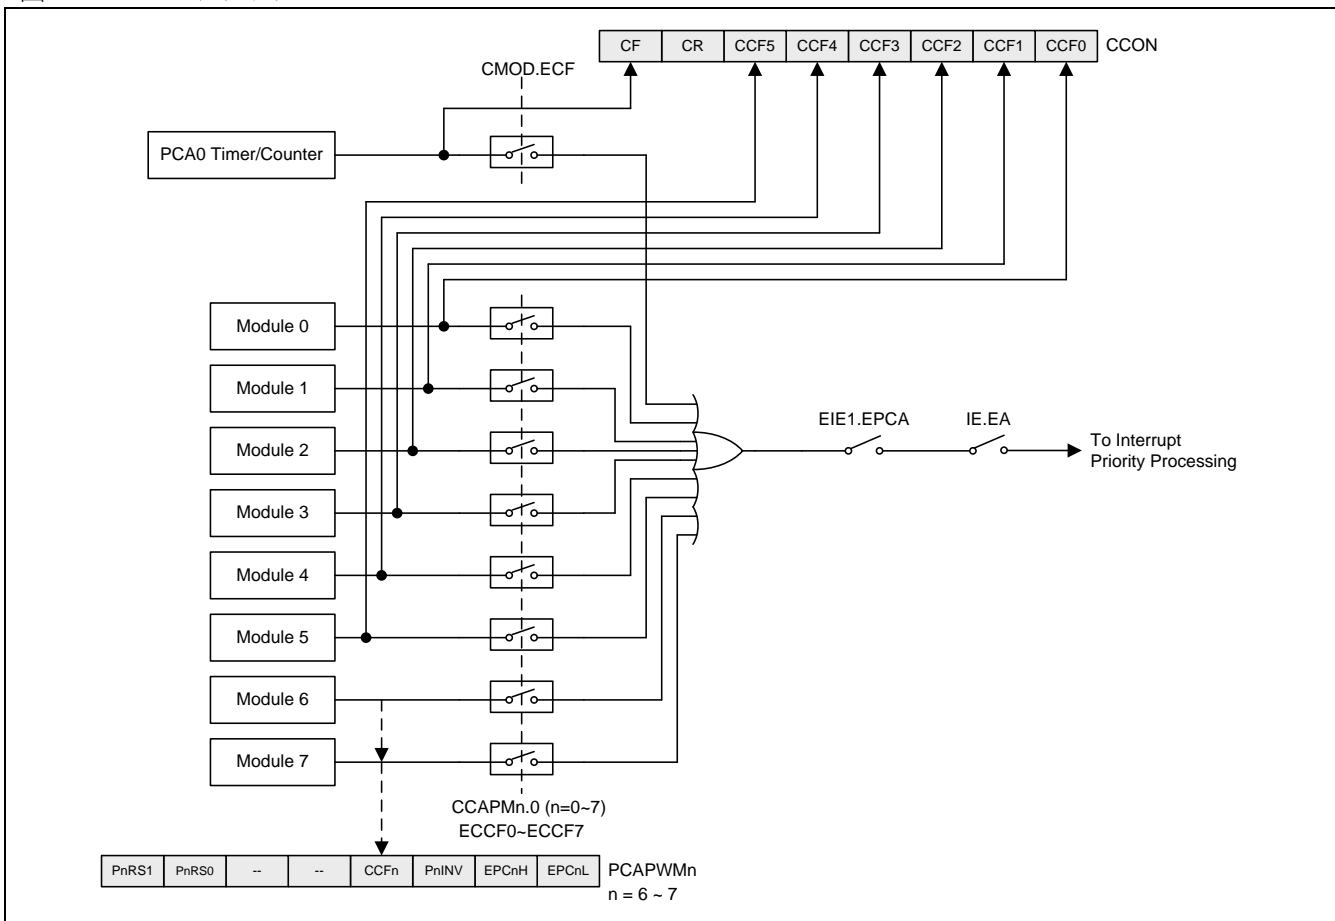 CF CR CCF5 CCF4 CCF3 CCF2 CCF1 CCF0 CCON
CMOD.ECF
PCA0 Timer/Counter
Module 0
Module 1
Module 2
Module 3
Module 4
Module 5
Module 6
Module 7
EIE1.EPCA
IE.EA
To Interrupt
Priority Processing
CCAPMn.0 (n=0~7)
ECCF0~ECCF7
PnRS1 PnRS0 -- -- CCFn PnINV EPCnH EPCnL PCAPWMn
n = 6 ~ 7